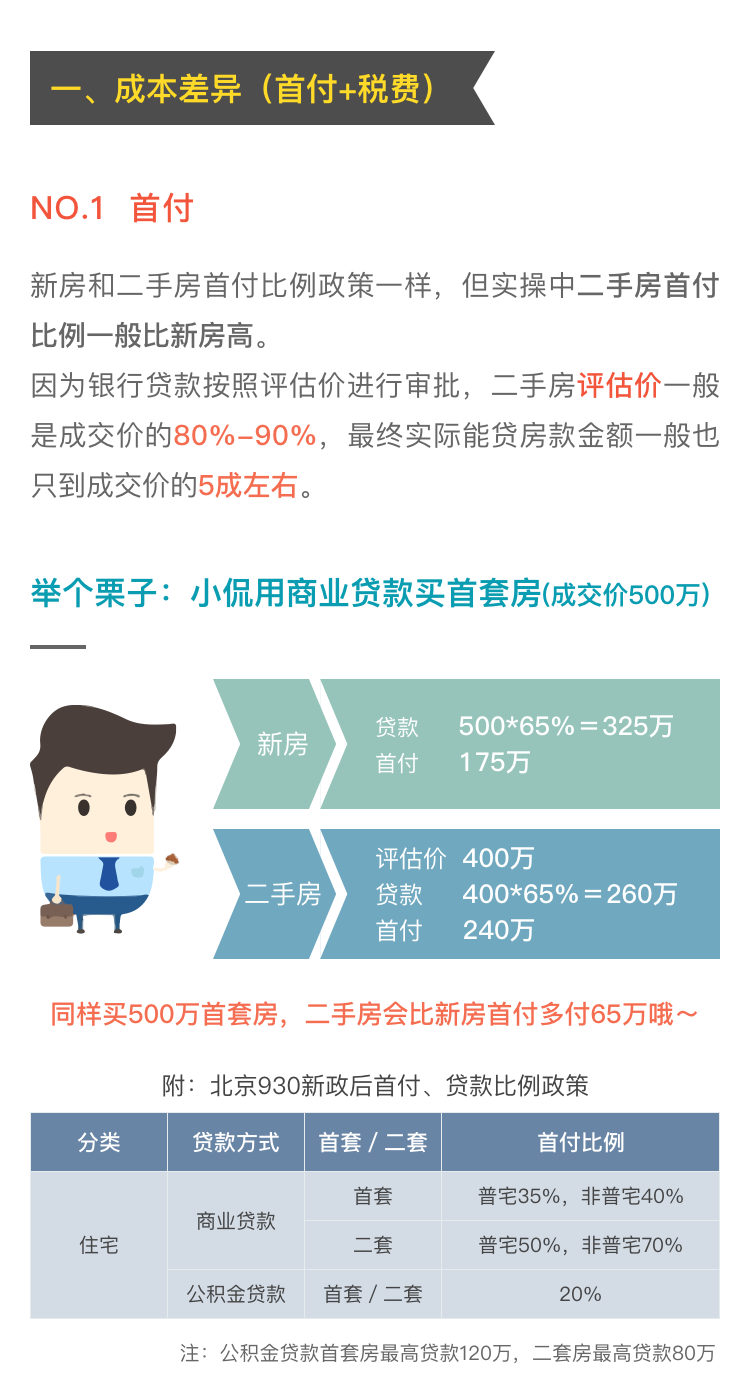 一、成本差异（首付+税费）
NO.1 首付
新房和二手房首付比例政策一样，但实操中二手房首付
比例一般比新房高。
因为银行贷款按照评估价进行审批，二手房评估价一般
是成交价的80%-90%，最终实际能贷房款金额一般也
只到成交价的5成左右。
举个栗子：小侃用商业贷款买首套房(成交价500万)
新房
贷款 500*65%＝325万
首付 175万
二手房
评估价 400万
贷款 400*65%＝260万
首付 240万
同样买500万首套房，二手房会比新房首付多付65万哦～
附：北京930新政后首付、贷款比例政策
分类 贷款方式 首套 / 二套 首付比例
住宅 商业贷款 首套 普宅35%，非普宅40%
二套 普宅50%，非普宅70%
公积金贷款 首套 / 二套 20%
注：公积金贷款首套房最高贷款120万，二套房最高贷款80万